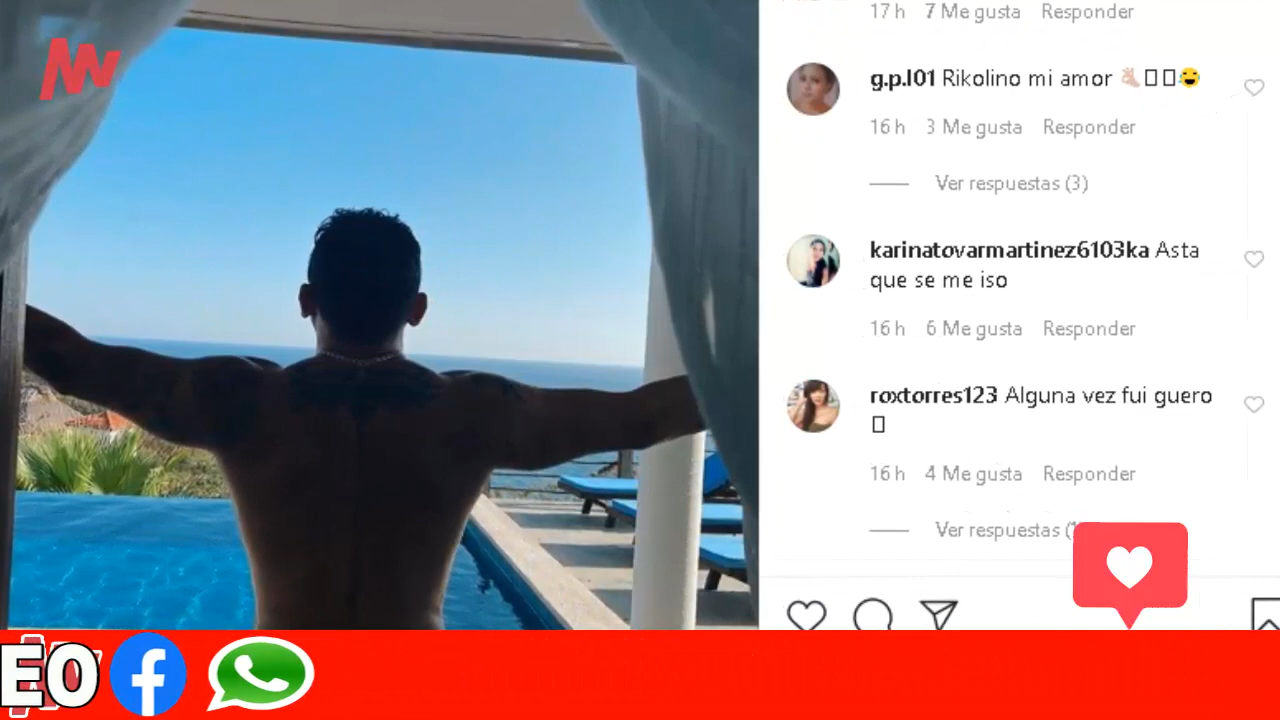 NW
17 h 7 Me gusta Responder
g.p.l01 Rikolino mi amor
16 h 3 Me gusta Responder
Ver respuestas (3)
karinatovarmartinez6103ka Asta
que se me iso
16 h 6 Me gusta Responder
roxtorres123 Alguna vez fui guero
16 h 4 Me gusta Responder
Ver respuestas (
EO